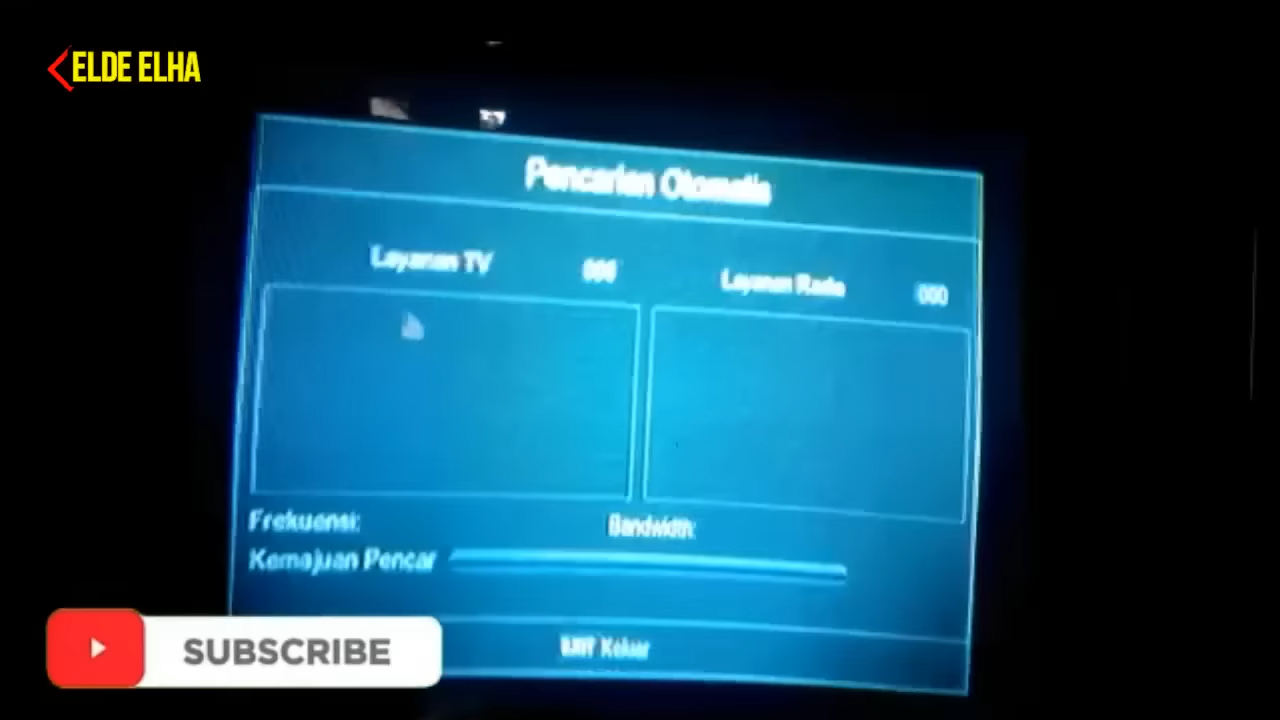 ELDE ELHA
Pencarian Otomatis
Layanan TV 000 Layanan Radio 000
Frekuensi: Bandwidth:
Kemajuan Pencar
EXIT Keluar
SUBSCRIBE